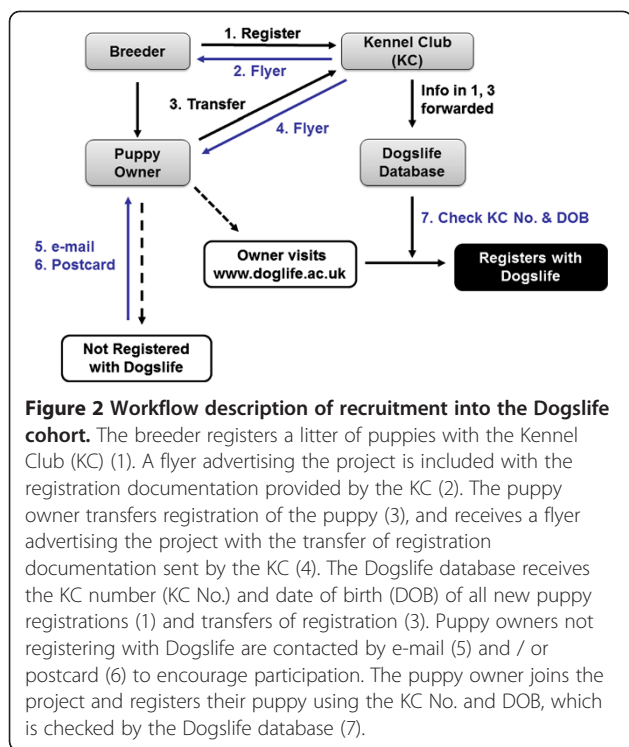 1. Register
Breeder
Kennel Club
(KC)
2. Flyer
3. Transfer
Info in 1, 3
forwarded
4. Flyer
Puppy
Owner
Dogslife
Database
7. Check KC No. & DOB
5. e-mail
6. Postcard
Owner visits
www.doglife.ac.uk
Registers with
Dogslife
Not Registered
with Dogslife
Figure 2 Workflow description of recruitment into the Dogslife
cohort. The breeder registers a litter of puppies with the Kennel
Club (KC) (1). A flyer advertising the project is included with the
registration documentation provided by the KC (2). The puppy
owner transfers registration of the puppy (3), and receives a flyer
advertising the project with the transfer of registration
documentation sent by the KC (4). The Dogslife database receives
the KC number (KC No.) and date of birth (DOB) of all new puppy
registrations (1) and transfers of registration (3). Puppy owners not
registering with Dogslife are contacted by e-mail (5) and / or
postcard (6) to encourage participation. The puppy owner joins the
project and registers their puppy using the KC No. and DOB, which
is checked by the Dogslife database (7).